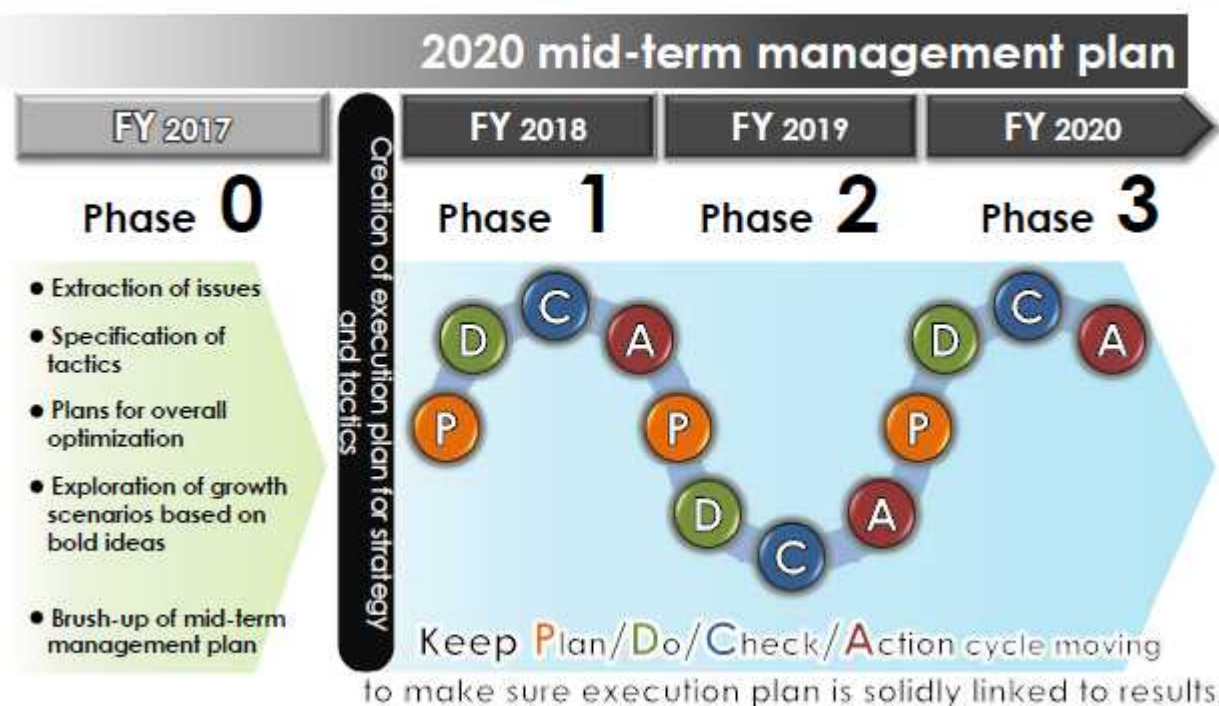 2020 mid-term management plan
FY 2017
FY 2018
FY 2019
FY 2020
Phase 0
Phase 1
Phase 2
Phase 3
● Extraction of issues
● Specification of
tactics
● Plans for overall
optimization
● Exploration of growth
scenarios based on
bold ideas
● Brush-up of mid-term
management plan
Creation of execution plan for strategy
and tactics
P
D
C
A
P
D
C
A
P
D
C
A
Keep Plan/Do/Check/Action cycle moving
to make sure execution plan is solidly linked to results